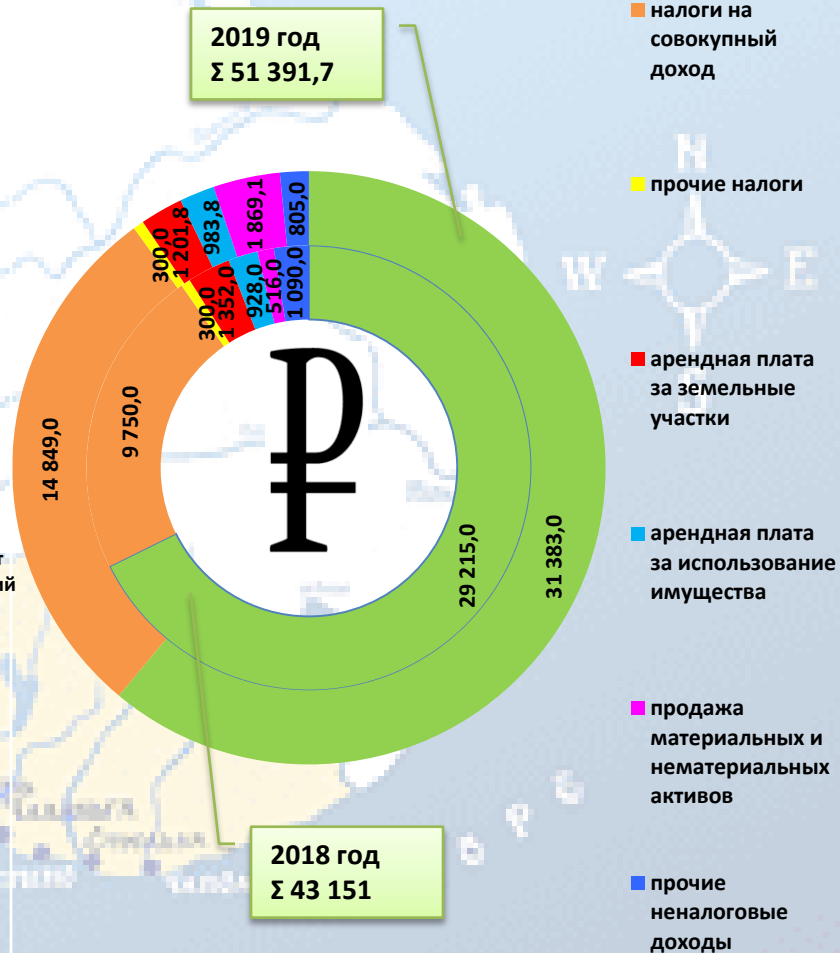 2019 год
Σ 51 391,7
налоги на
совокупный
доход
прочие налоги
арендная плата
за земельные
участки
арендная плата
за использование
имущества
продажа
материальных и
нематериальных
активов
прочие
неналоговые
доходы
N
W
E
S
300,0
1 201,8
983,8
1 869,1
805,0
300,0
1 352,0
928,0
516,0
1 090,0
14 849,0
9 750,0
29 215,0
31 383,0
т
ий
2018 год
Σ 43 151